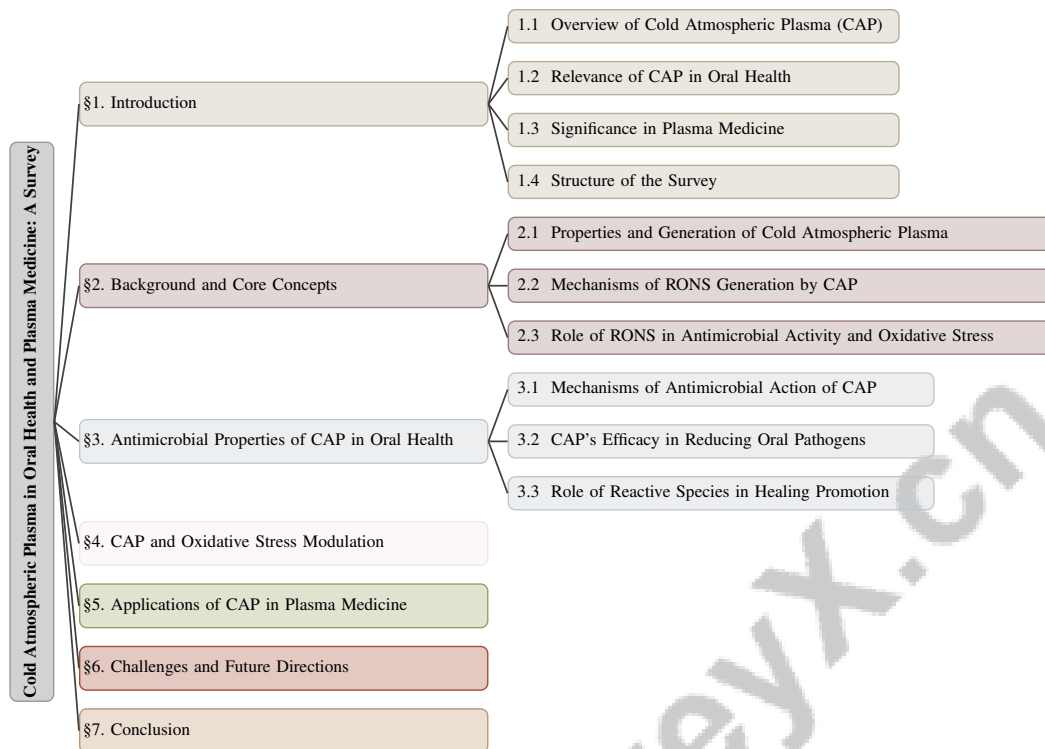 Cold Atmospheric Plasma in Oral Health and Plasma Medicine: A Survey
§1. Introduction
1.1 Overview of Cold Atmospheric Plasma (CAP)
1.2 Relevance of CAP in Oral Health
1.3 Significance in Plasma Medicine
1.4 Structure of the Survey
§2. Background and Core Concepts
2.1 Properties and Generation of Cold Atmospheric Plasma
2.2 Mechanisms of RONS Generation by CAP
2.3 Role of RONS in Antimicrobial Activity and Oxidative Stress
§3. Antimicrobial Properties of CAP in Oral Health
3.1 Mechanisms of Antimicrobial Action of CAP
3.2 CAP's Efficacy in Reducing Oral Pathogens
3.3 Role of Reactive Species in Healing Promotion
§4. CAP and Oxidative Stress Modulation
§5. Applications of CAP in Plasma Medicine
§6. Challenges and Future Directions
§7. Conclusion
eyx.cn